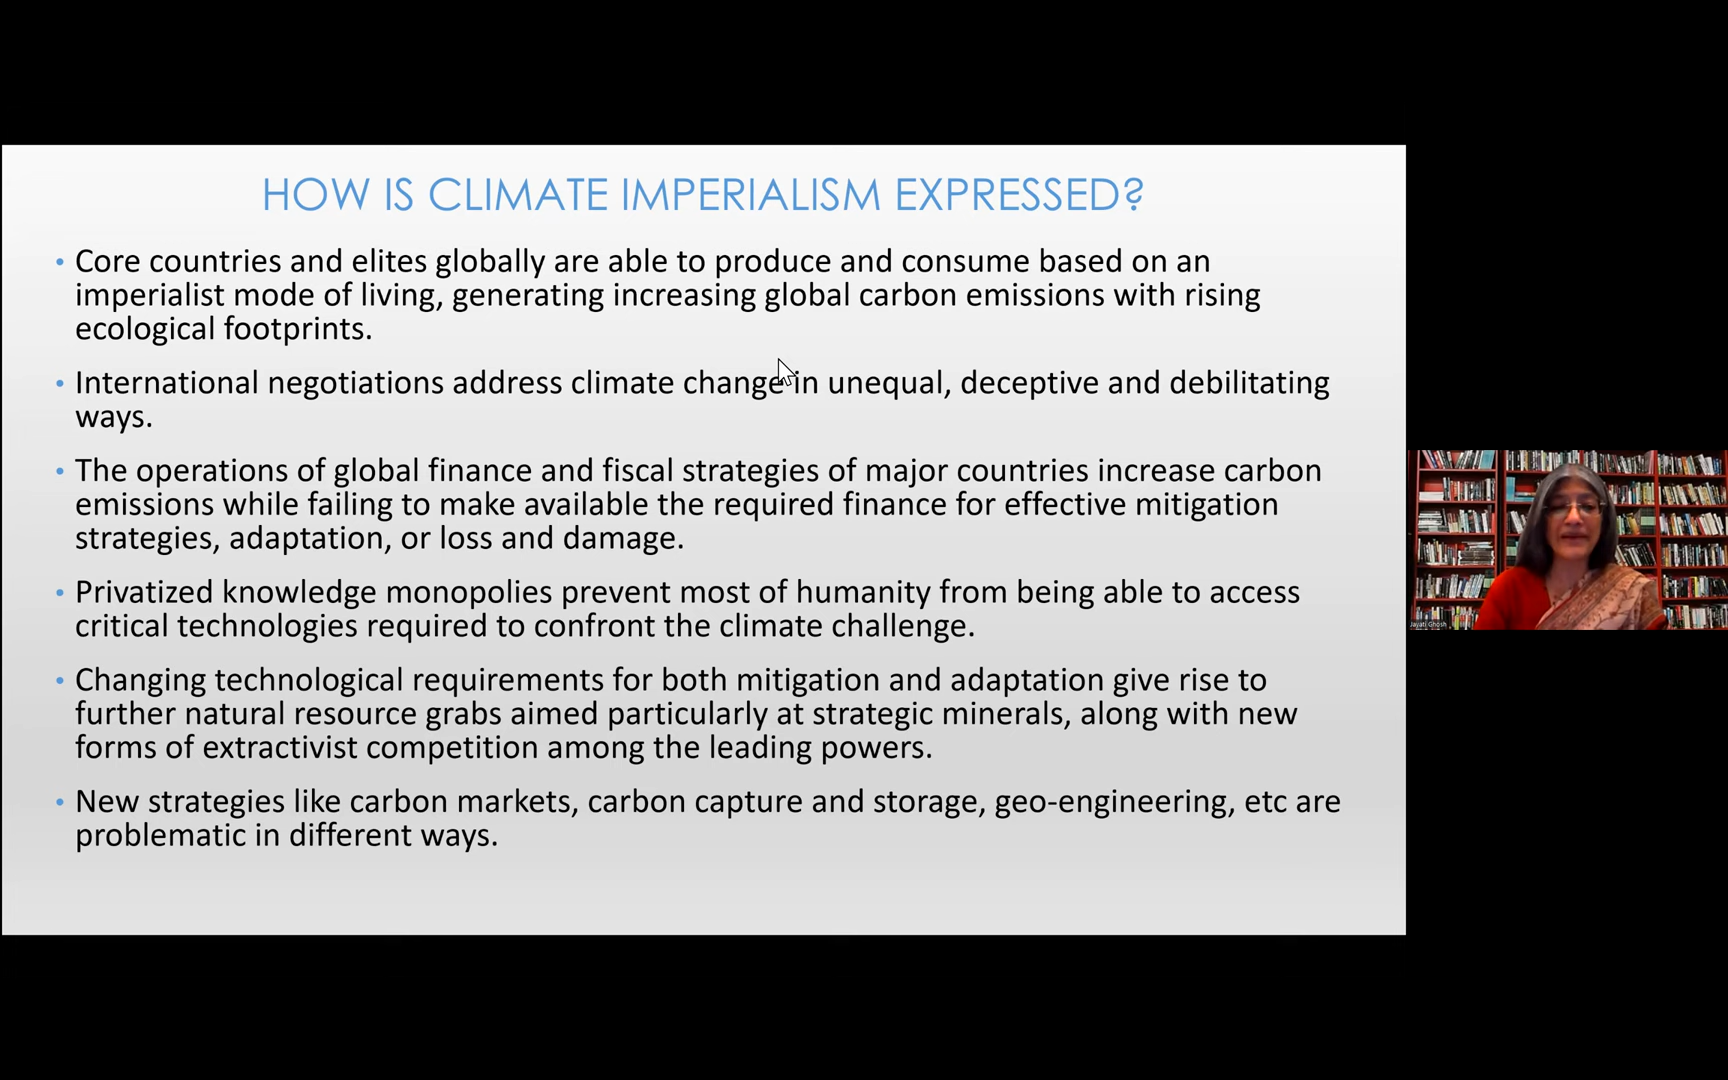 HOW IS CLIMATE IMPERIALISM EXPRESSED?
• Core countries and elites globally are able to produce and consume based on an
imperialist mode of living, generating increasing global carbon emissions with rising
ecological footprints.
• International negotiations address climate change in unequal, deceptive and debilitating
ways.
• The operations of global finance and fiscal strategies of major countries increase carbon
emissions while failing to make available the required finance for effective mitigation
strategies, adaptation, or loss and damage.
• Privatized knowledge monopolies prevent most of humanity from being able to access
critical technologies required to confront the climate challenge.
• Changing technological requirements for both mitigation and adaptation give rise to
further natural resource grabs aimed particularly at strategic minerals, along with new
forms of extractivist competition among the leading powers.
• New strategies like carbon markets, carbon capture and storage, geo-engineering, etc are
problematic in different ways.
Jayati Ghosh